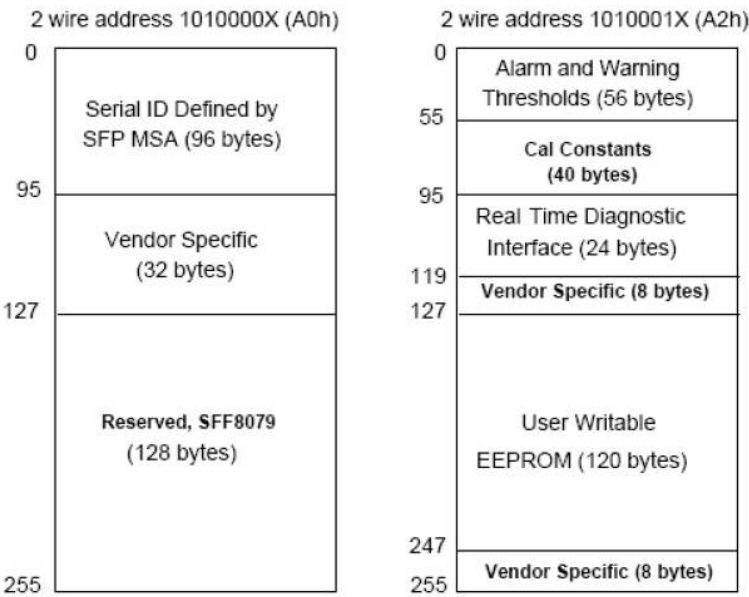 2 wire address 1010000X (A0h)
0
Serial ID Defined by
SFP MSA (96 bytes)
95
Vendor Specific
(32 bytes)
127
Reserved, SFF8079
(128 bytes)
255
2 wire address 1010001X (A2h)
0
Alarm and Warning
Thresholds (56 bytes)
55
Cal Constants
(40 bytes)
95
Real Time Diagnostic
Interface (24 bytes)
119
Vendor Specific (8 bytes)
127
User Writable
EEPROM (120 bytes)
247
Vendor Specific (8 bytes)
255